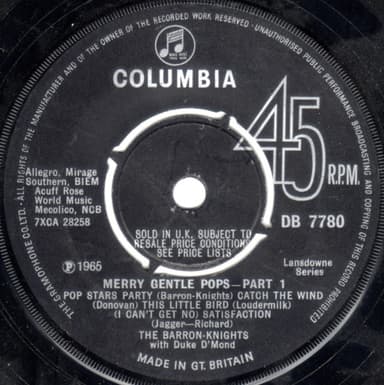 THE GRAMOPHONE CO. LTD. · ALL RIGHTS OF THE MANUFACTURER AND OF THE OWNER OF THE RECORDED WORK RESERVED · UNAUTHORISED PUBLIC PERFORMANCE BROADCASTING AND COPYING OF THIS RECORD PROHIBITED
COLUMBIA
45
R.P.M.
Allegro, Mirage
Southern, BIEM
Acuff Rose
World Music
Mecolico, NCB
7XCA 28258
DB 7780
SOLD IN U.K. SUBJECT TO
RESALE PRICE CONDITIONS
SEE PRICE LISTS
Lansdowne
Series
Ⓟ 1965
MERRY GENTLE POPS—PART 1
POP STARS PARTY (Barron-Knights) CATCH THE WIND
(Donovan) THIS LITTLE BIRD (Loudermilk)
(I CAN'T GET NO) SATISFACTION
(Jagger—Richard)
THE BARRON-KNIGHTS
with Duke D'Mond
MADE IN GT. BRITAIN